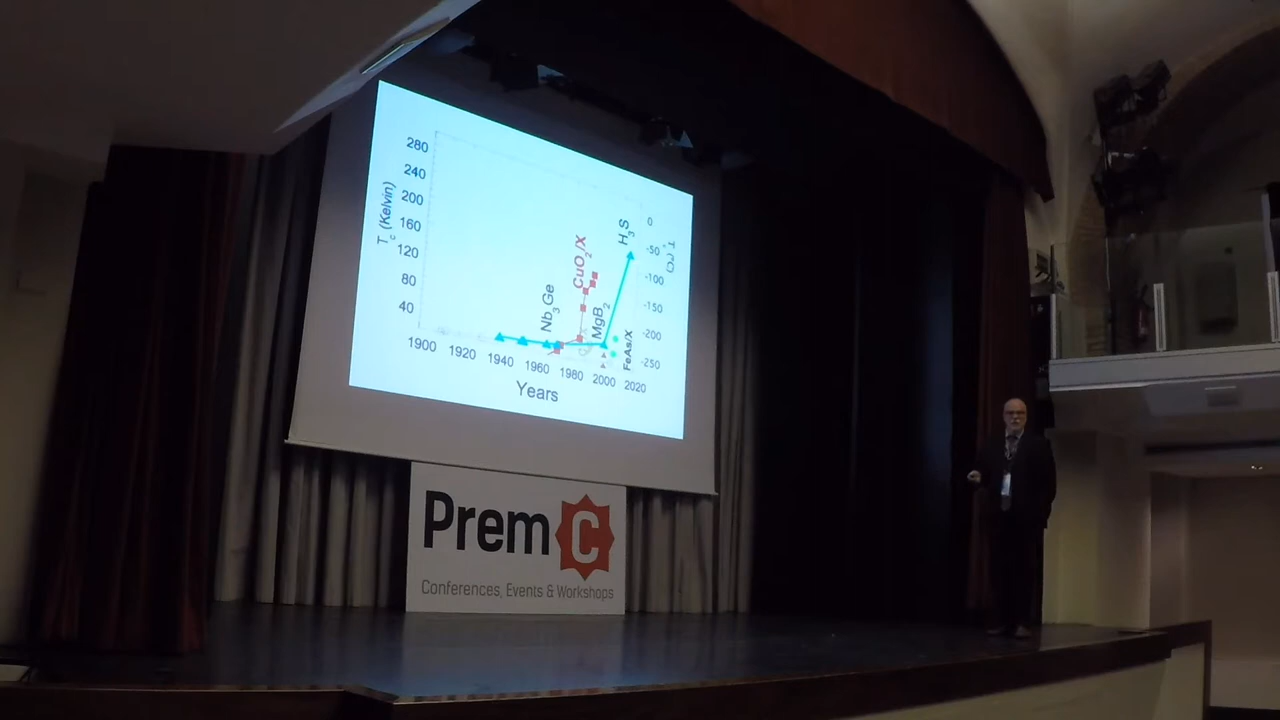 280
240
200
160
120
80
40
Tc (Kelvin)
1900 1920 1940 1960 1980 2000 2020
Years
Nb3Ge
CuO2/X
MgB2
H3S
FeAs/X
0
-50
-100
-150
-200
-250
Prem C
Conferences, Events & Workshops